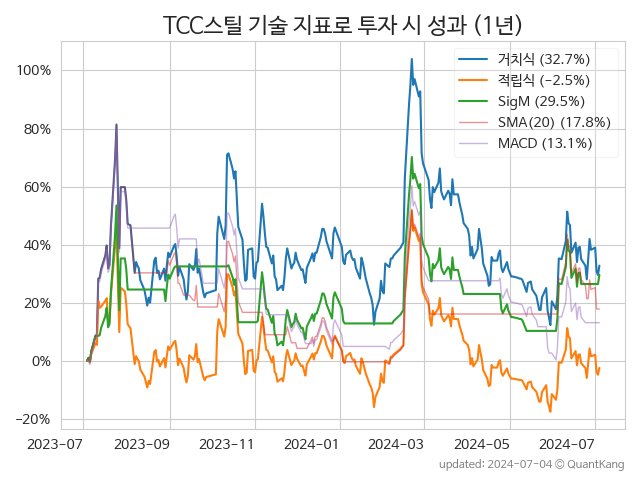 TCC스틸 기술 지표로 투자 시 성과 (1년)
거치식 (32.7%)
적립식 (−2.5%)
SigM (29.5%)
SMA(20) (17.8%)
MACD (13.1%)
100%
80%
60%
40%
20%
0%
−20%
2023-07 2023-09 2023-11 2024-01 2024-03 2024-05 2024-07
updated: 2024-07-04 © QuantKang